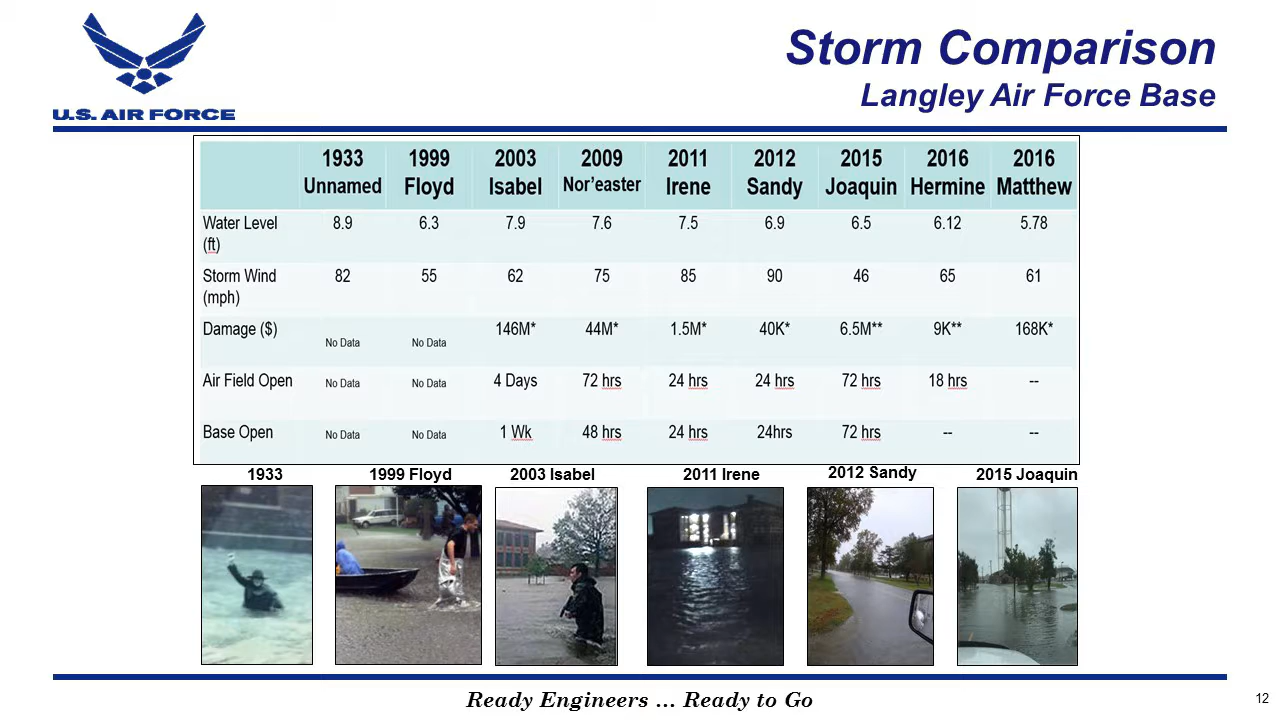 Storm Comparison
Langley Air Force Base
U.S. AIR FORCE
1933 1999 2003 2009 2011 2012 2015 2016 2016
Unnamed Floyd Isabel Nor'easter Irene Sandy Joaquin Hermine Matthew
Water Level (ft) 8.9 6.3 7.9 7.6 7.5 6.9 6.5 6.12 5.78
Storm Wind (mph) 82 55 62 75 85 90 46 65 61
Damage ($) No Data No Data 146M* 44M* 1.5M* 40K* 6.5M** 9K** 168K*
Air Field Open No Data No Data 4 Days 72 hrs 24 hrs 24 hrs 72 hrs 18 hrs --
Base Open No Data No Data 1 Wk 48 hrs 24 hrs 24hrs 72 hrs -- --
1933 1999 Floyd 2003 Isabel 2011 Irene 2012 Sandy 2015 Joaquin
Ready Engineers ... Ready to Go
12